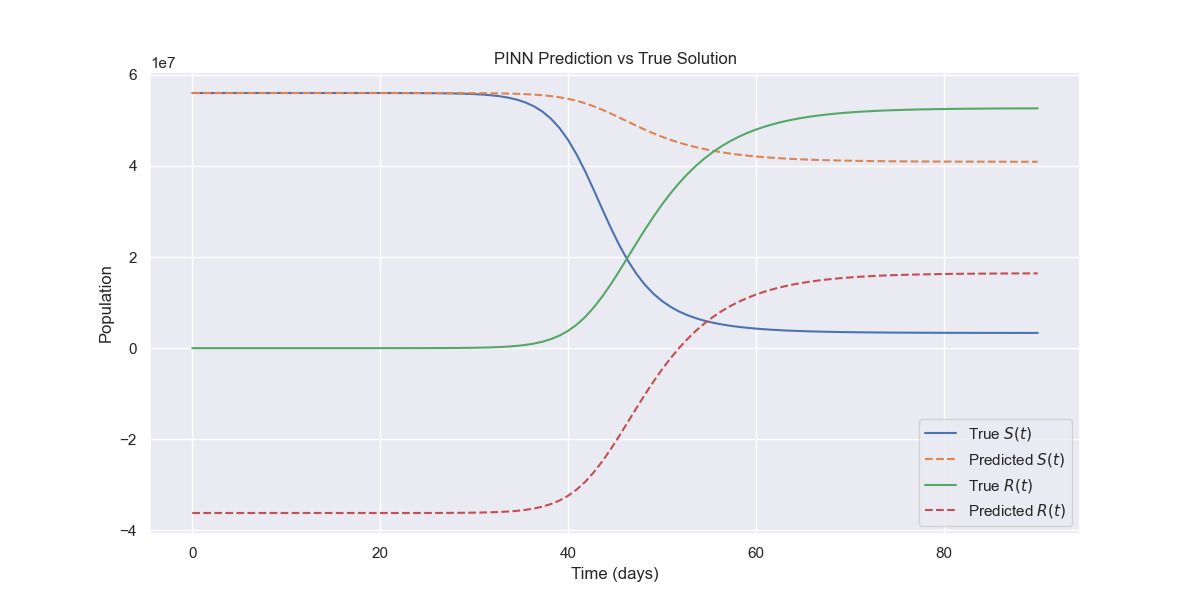 PINN Prediction vs True Solution
1e7
6
4
2
0
−2
−4
Population
0
20
40
60
80
Time (days)
True S(t)
Predicted S(t)
True R(t)
Predicted R(t)